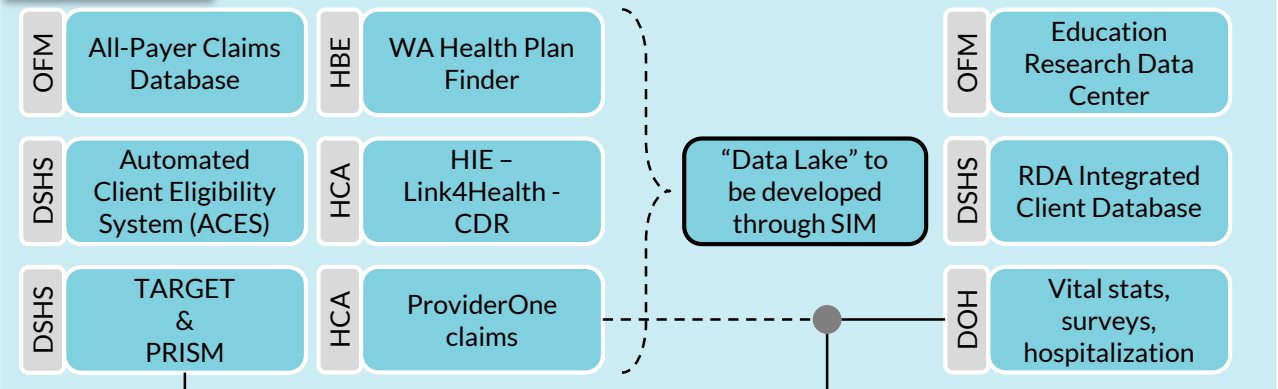 OFM
All-Payer Claims
Database
HBE
WA Health Plan
Finder
OFM
Education
Research Data
Center
DSHS
Automated
Client Eligibility
System (ACES)
HCA
HIE –
Link4Health -
CDR
“Data Lake” to
be developed
through SIM
DSHS
RDA Integrated
Client Database
DSHS
TARGET
&
PRISM
HCA
ProviderOne
claims
DOH
Vital stats,
surveys,
hospitalization